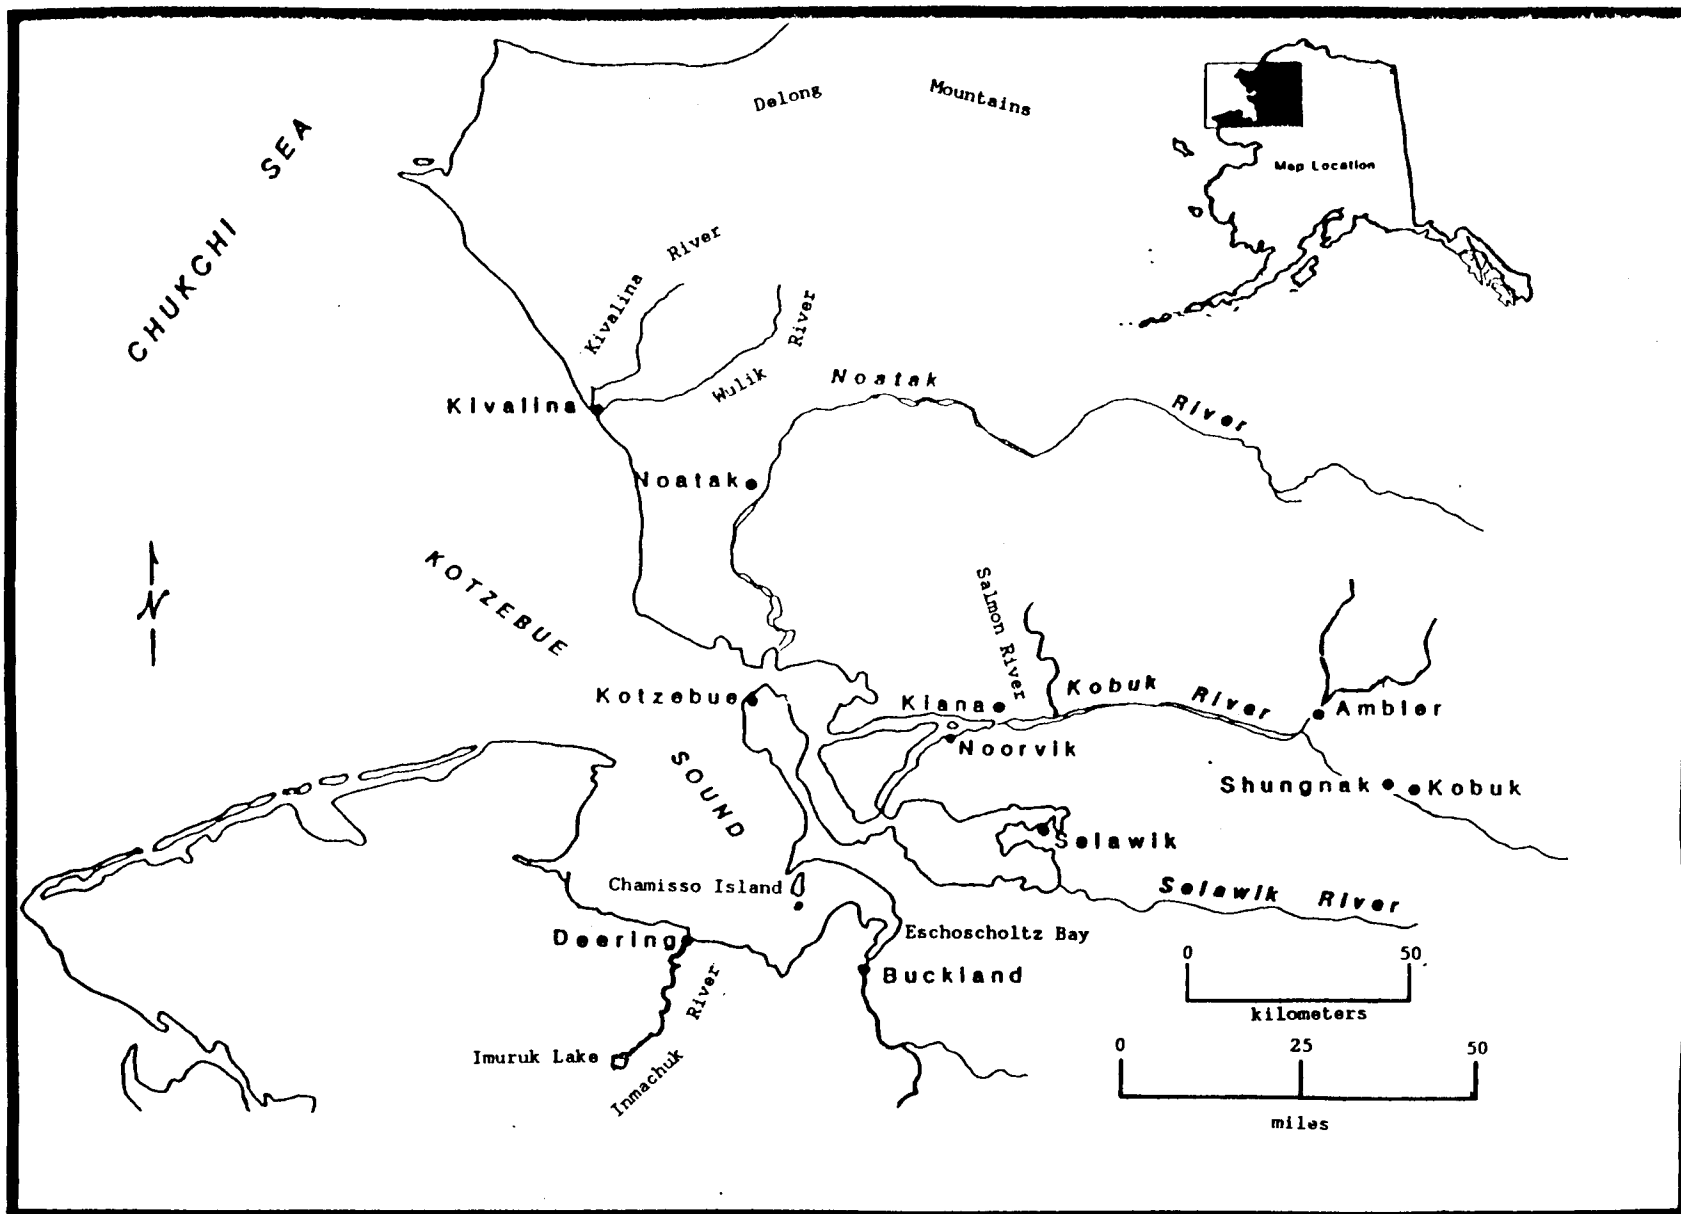 Delong Mountains
CHUKCHI SEA
Map Location
Kivalina River
Wulik River
Noatak River
Kivalina
Noatak
KOTZEBUE SOUND
N
Salmon River
Kotzebue
Kiana
Kobuk River
Ambler
Noorvik
Shungnak
Kobuk
Selawik
Chamisso Island
Selawik River
Deering
Eschoscholtz Bay
Buckland
Inmachuk River
Imuruk Lake
0 50
kilometers
0 25 50
miles